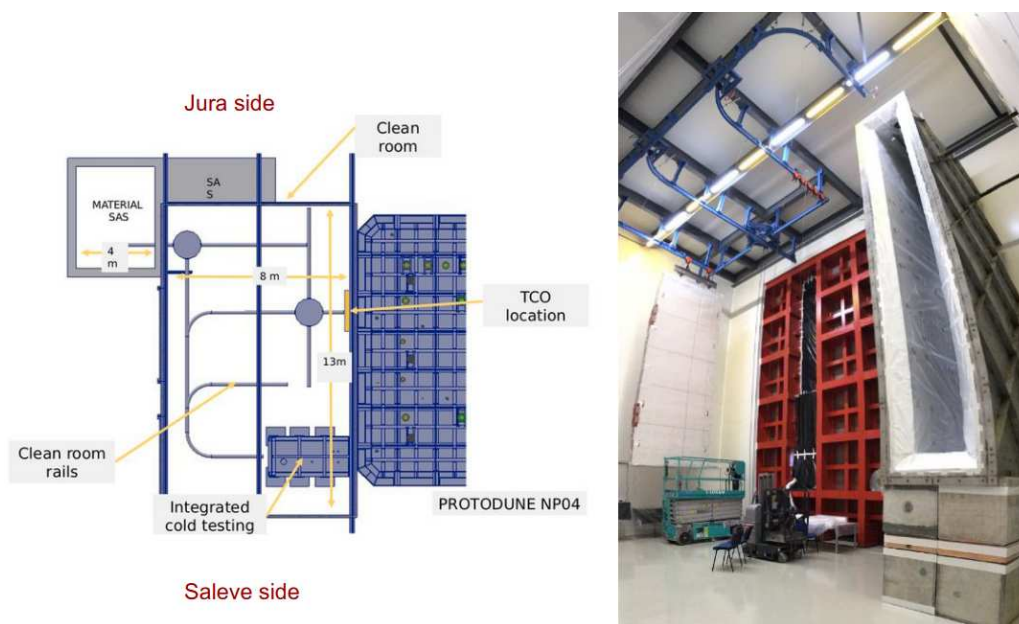 Jura side
Clean
room
SA
S
MATERIAL
SAS
4
m
8 m
TCO
location
13m
Clean room
rails
Integrated
cold testing
PROTODUNE NP04
Saleve side